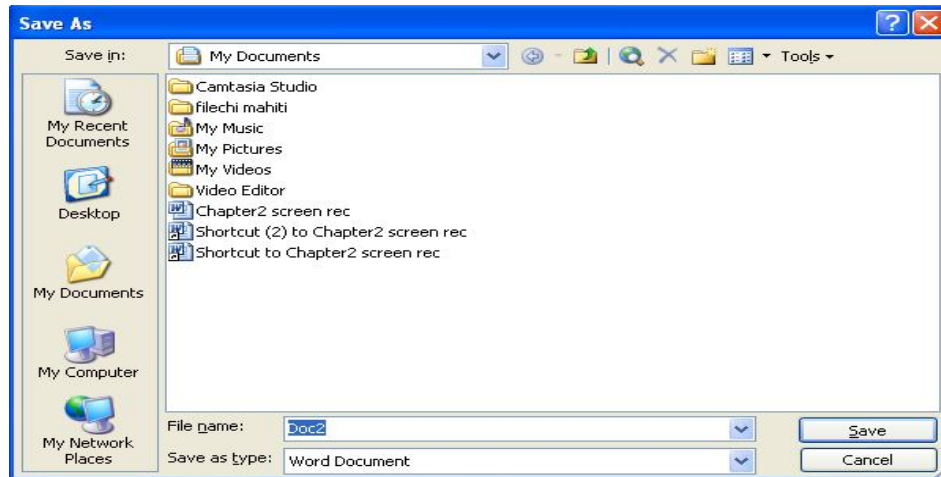 Save As
Save in:
My Documents
Tools
My Recent
Documents
Desktop
My Documents
My Computer
My Network
Places
Camtasia Studio
filechi mahiti
My Music
My Pictures
My Videos
Video Editor
Chapter2 screen rec
Shortcut (2) to Chapter2 screen rec
Shortcut to Chapter2 screen rec
File name:
Doc2
Save
Save as type:
Word Document
Cancel